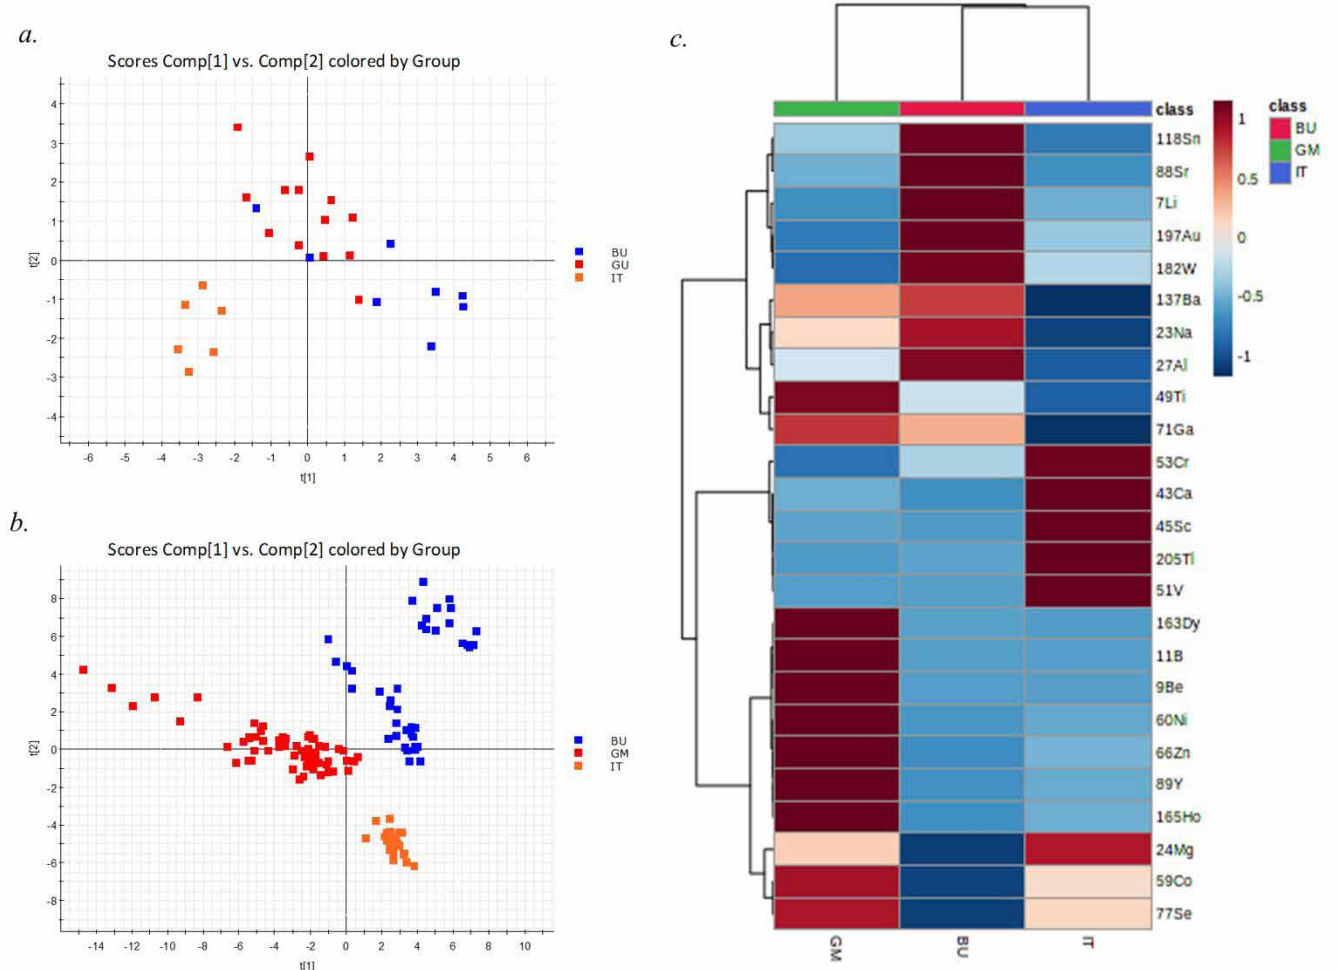 a.
Scores Comp[1] vs. Comp[2] colored by Group
4
3
2
1
0
-1
-2
-3
-4
t[2]
-6 -5 -4 -3 -2 -1 0 1 2 3 4 5 6
t[1]
BU
GU
IT
b.
Scores Comp[1] vs. Comp[2] colored by Group
8
6
4
2
0
-2
-4
-6
-8
t[2]
-14 -12 -10 -8 -6 -4 -2 0 2 4 6 8 10
t[1]
BU
GM
IT
c.
class
118Sn
88Sr
7Li
197Au
182W
137Ba
23Na
27Al
49Ti
71Ga
53Cr
43Ca
45Sc
205Tl
51V
163Dy
11B
9Be
60Ni
66Zn
89Y
165Ho
24Mg
59Co
77Se
GM BU IT
1
0.5
0
-0.5
-1
class
BU
GM
IT